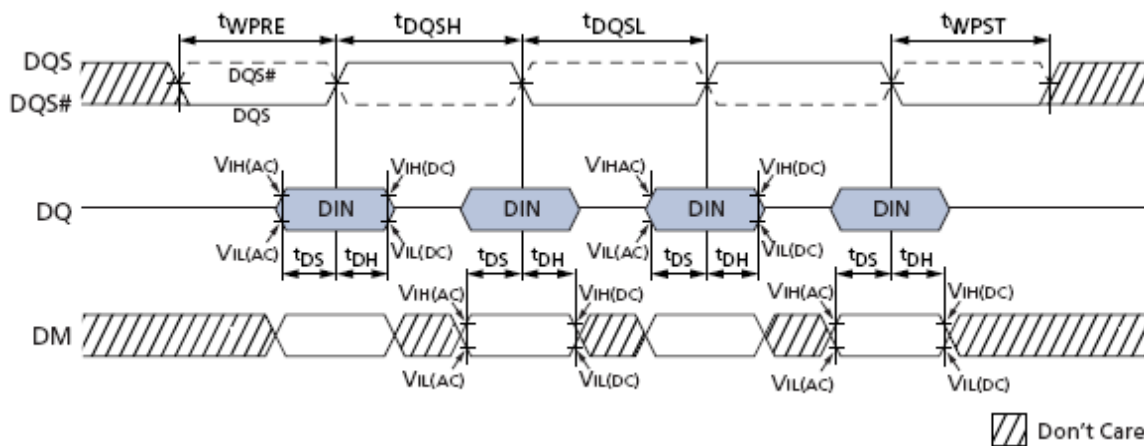 tWPRE tDQSH tDQSL tWPST
DQS
DQS#
DQS#
DQS
VIH(AC) VIH(DC) VIHAC) VIH(DC)
DQ DIN DIN DIN DIN
VIL(AC) VIL(DC) VIL(AC) VIL(DC)
tDS tDH tDS tDH tDS tDH tDS tDH
VIH(AC) VIH(DC) VIH(AC) VIH(DC)
DM
VIL(AC) VIL(DC) VIL(AC) VIL(DC)
Don't Care